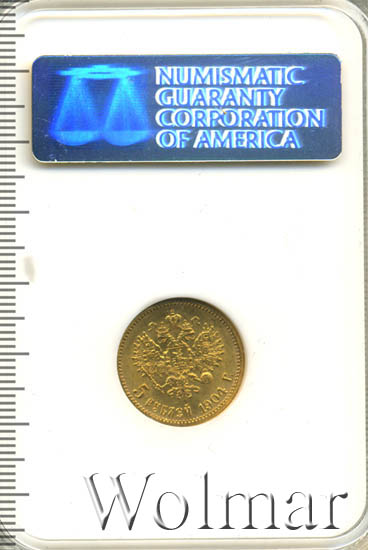 NUMISMATIC
GUARANTY
CORPORATION
OF AMERICA
5 РУБЛЕЙ 1904 Г
Wolmar